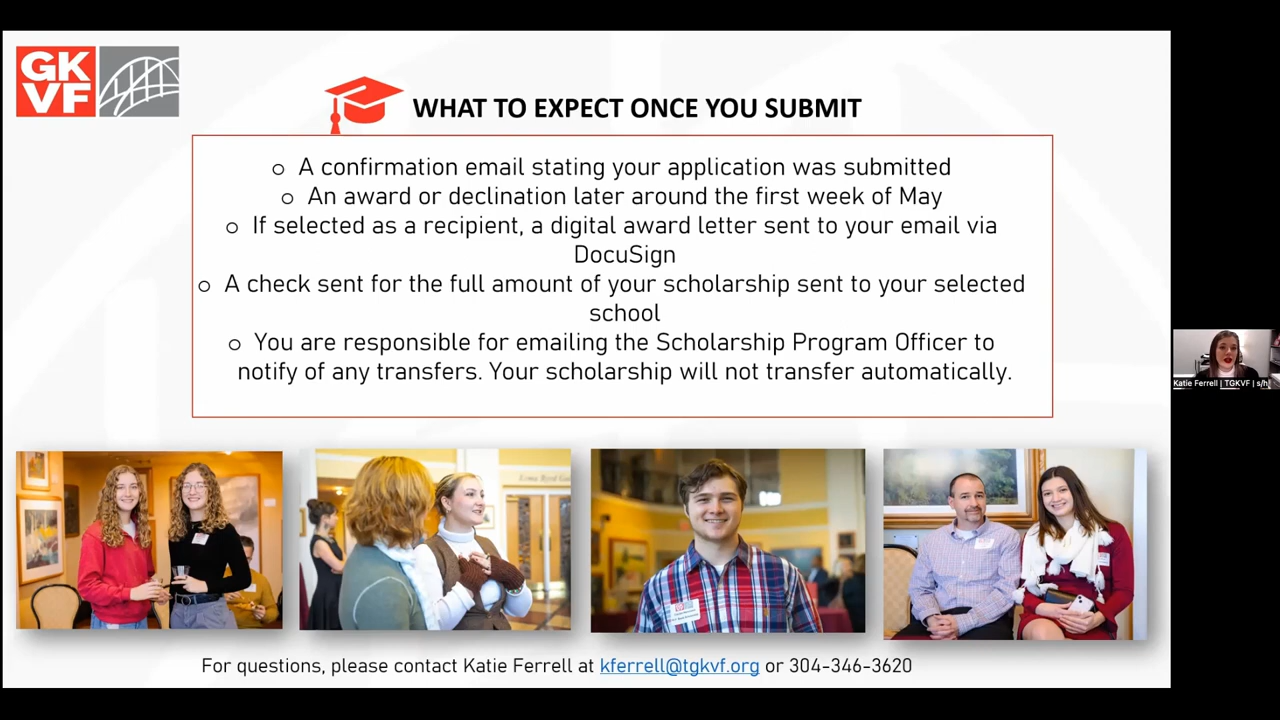 GK
VF
WHAT TO EXPECT ONCE YOU SUBMIT
o A confirmation email stating your application was submitted
o An award or declination later around the first week of May
o If selected as a recipient, a digital award letter sent to your email via
DocuSign
o A check sent for the full amount of your scholarship sent to your selected
school
o You are responsible for emailing the Scholarship Program Officer to
notify of any transfers. Your scholarship will not transfer automatically.
Katie Ferrell | TGKVF | s/h
For questions, please contact Katie Ferrell at kferrell@tgkvf.org or 304-346-3620